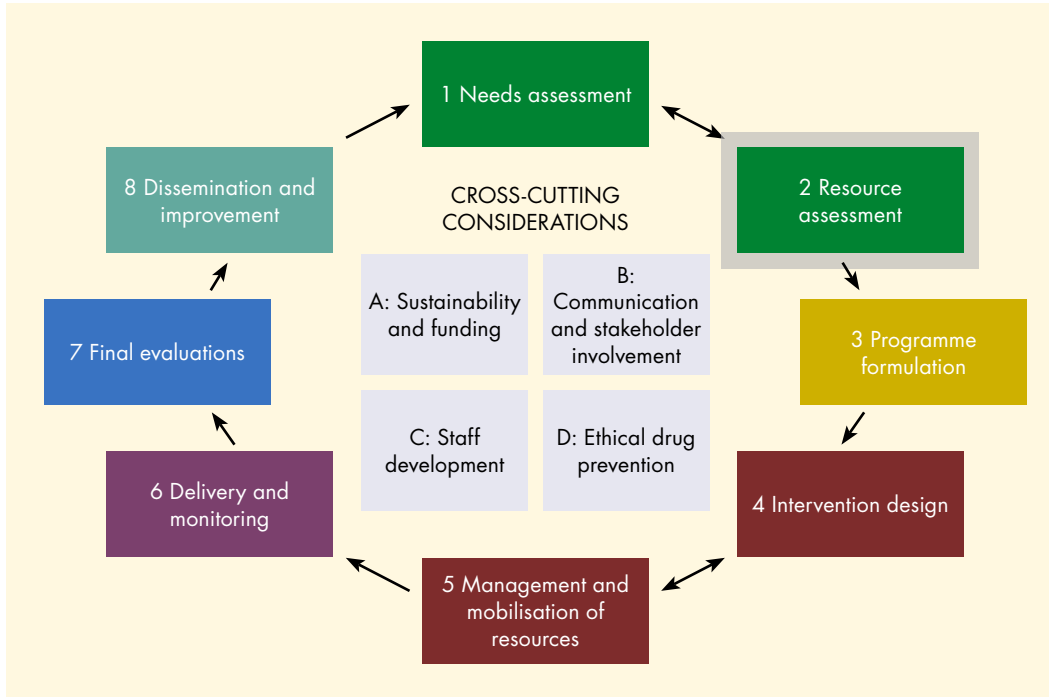 1 Needs assessment
2 Resource
assessment
3 Programme
formulation
4 Intervention design
5 Management and
mobilisation of
resources
6 Delivery and
monitoring
7 Final evaluations
8 Dissemination and
improvement
CROSS-CUTTING
CONSIDERATIONS
A: Sustainability
and funding
B:
Communication
and stakeholder
involvement
C: Staff
development
D: Ethical drug
prevention